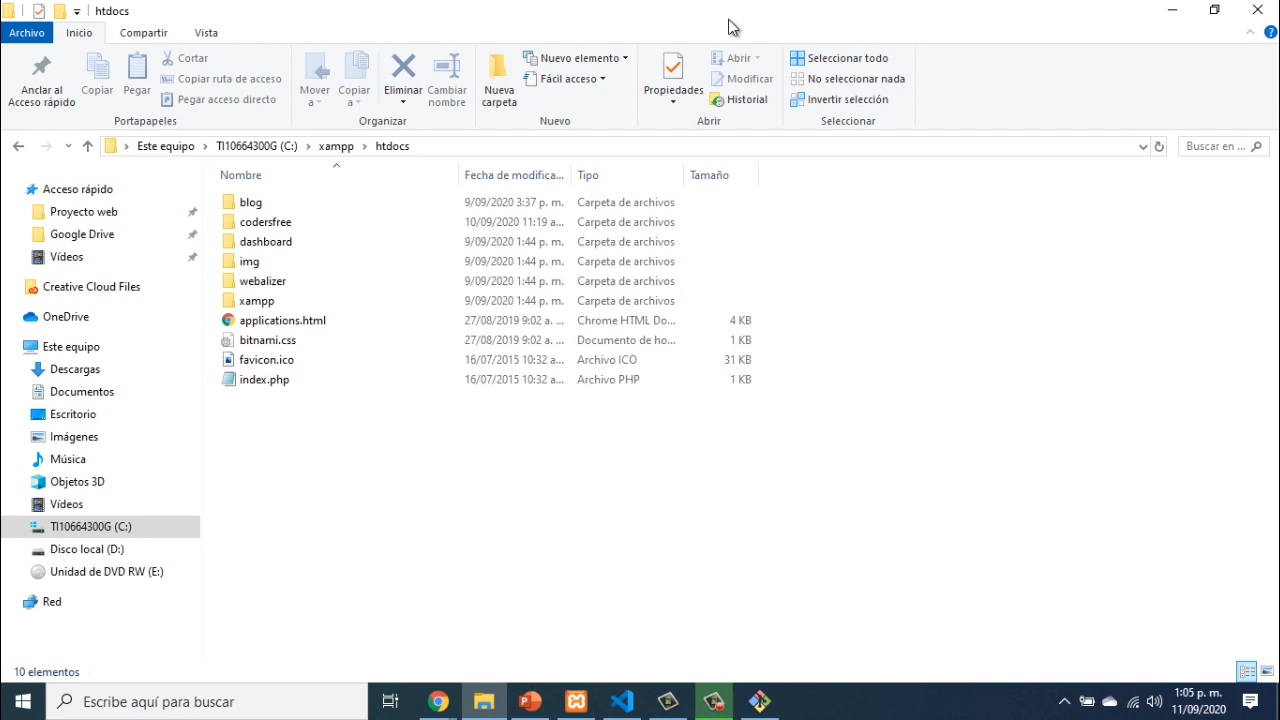 htdocs
Archivo Inicio Compartir Vista
Anclar al Acceso rápido
Copiar
Pegar
Cortar
Copiar ruta de acceso
Pegar acceso directo
Portapapeles
Mover a
Copiar a
Eliminar
Cambiar nombre
Organizar
Nueva carpeta
Nuevo elemento
Fácil acceso
Nuevo
Propiedades
Abrir
Modificar
Historial
Abrir
Seleccionar todo
No seleccionar nada
Invertir selección
Seleccionar
Este equipo › TI10664300G (C:) › xampp › htdocs
Buscar en ...
Nombre Fecha de modifica... Tipo Tamaño
blog 9/09/2020 3:37 p. m. Carpeta de archivos
codersfree 10/09/2020 11:19 a... Carpeta de archivos
dashboard 9/09/2020 1:44 p. m. Carpeta de archivos
img 9/09/2020 1:44 p. m. Carpeta de archivos
webalizer 9/09/2020 1:44 p. m. Carpeta de archivos
xampp 9/09/2020 1:44 p. m. Carpeta de archivos
applications.html 27/08/2019 9:02 a. ... Chrome HTML Do... 4 KB
bitnami.css 27/08/2019 9:02 a. ... Documento de ho... 1 KB
favicon.ico 16/07/2015 10:32 a... Archivo ICO 31 KB
index.php 16/07/2015 10:32 a... Archivo PHP 1 KB
Acceso rápido
Proyecto web
Google Drive
Vídeos
Creative Cloud Files
OneDrive
Este equipo
Descargas
Documentos
Escritorio
Imágenes
Música
Objetos 3D
Vídeos
TI10664300G (C:)
Disco local (D:)
Unidad de DVD RW (E:)
Red
10 elementos
Escribe aquí para buscar
1:05 p. m.
11/09/2020